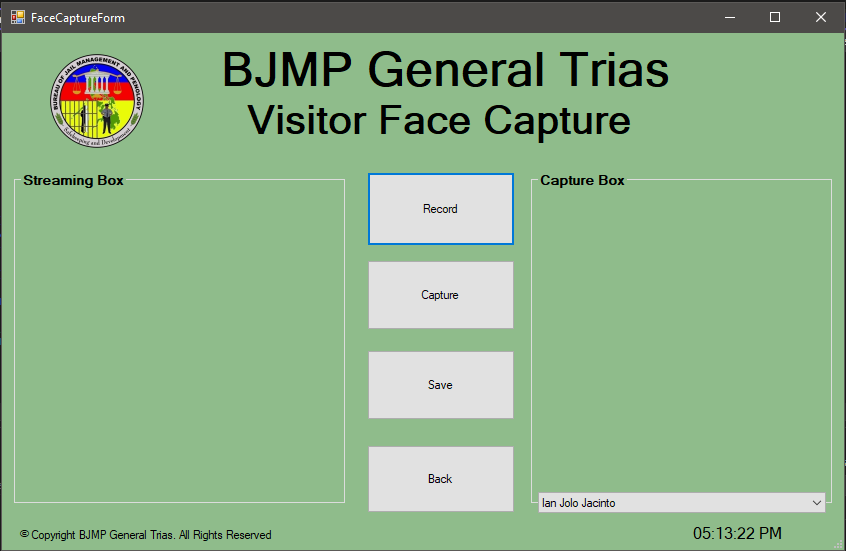 FaceCaptureForm
BJMP General Trias
Visitor Face Capture
BUREAU OF JAIL MANAGEMENT AND PENOLOGY
Safekeeping and Development
Streaming Box
Record
Capture Box
Capture
Save
Back
Ian Jolo Jacinto
© Copyright BJMP General Trias. All Rights Reserved
05:13:22 PM